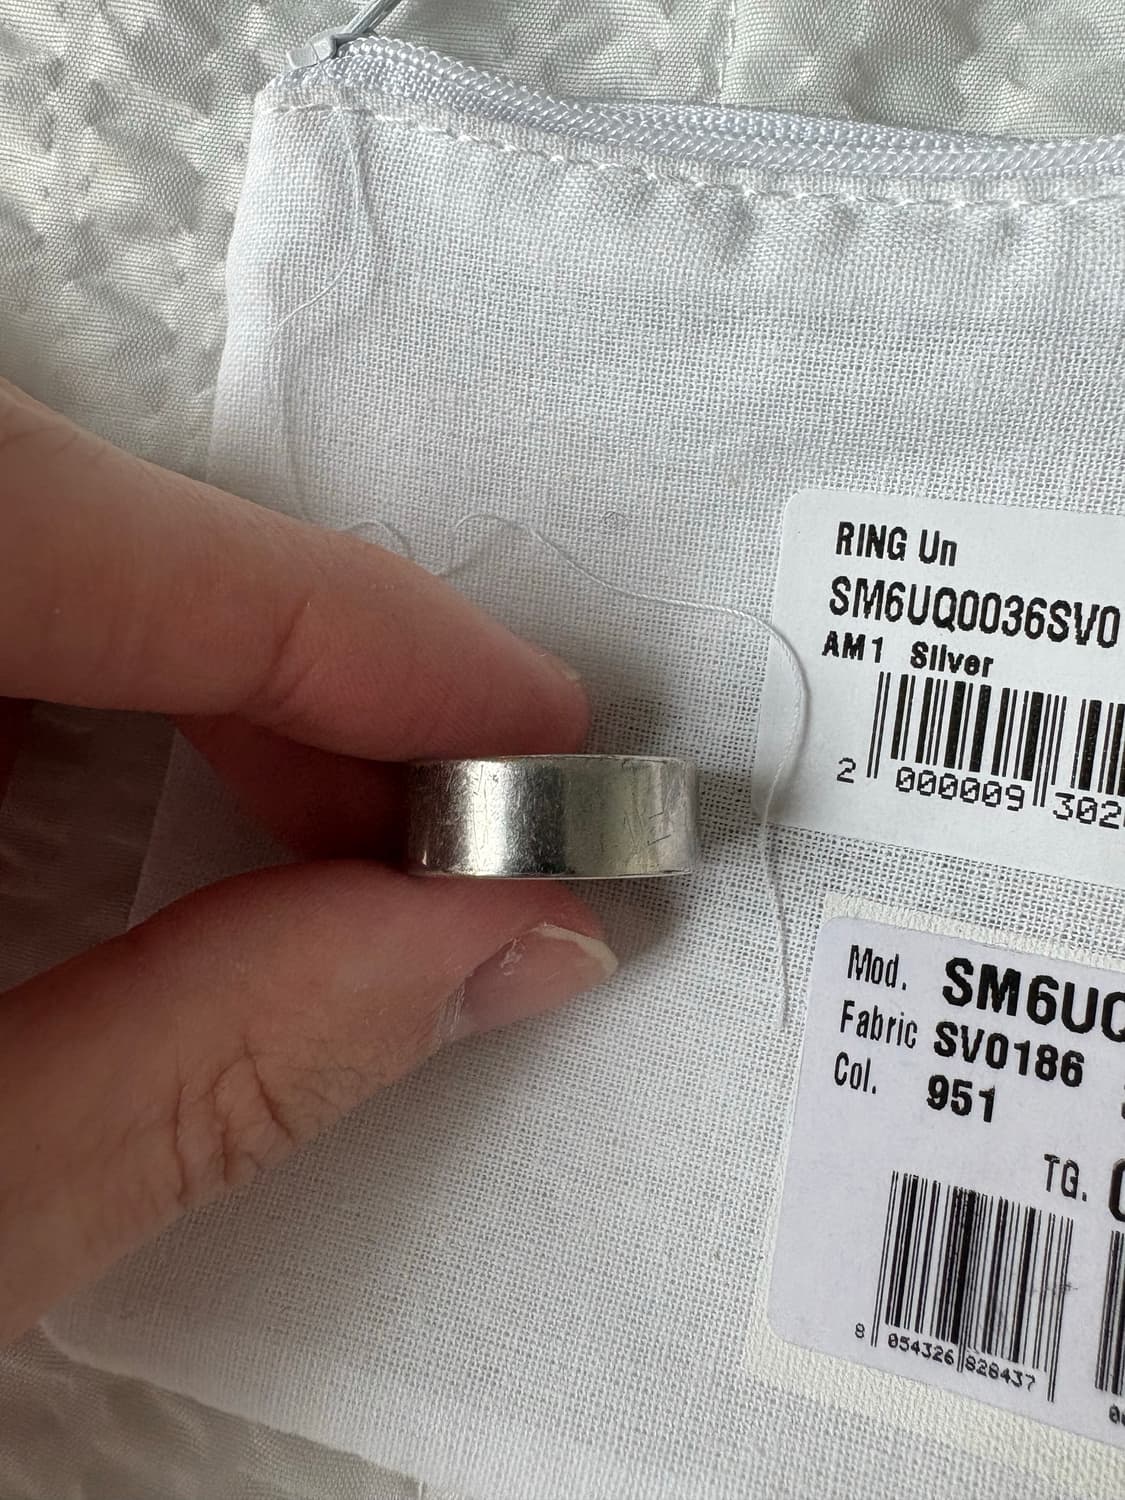 RING Un
SM6UQ0036SV0
AM1 Silver
2 000009 302
Mod. SM6UQ
Fabric SV0186
Col. 951
TG.
8 054326 828437